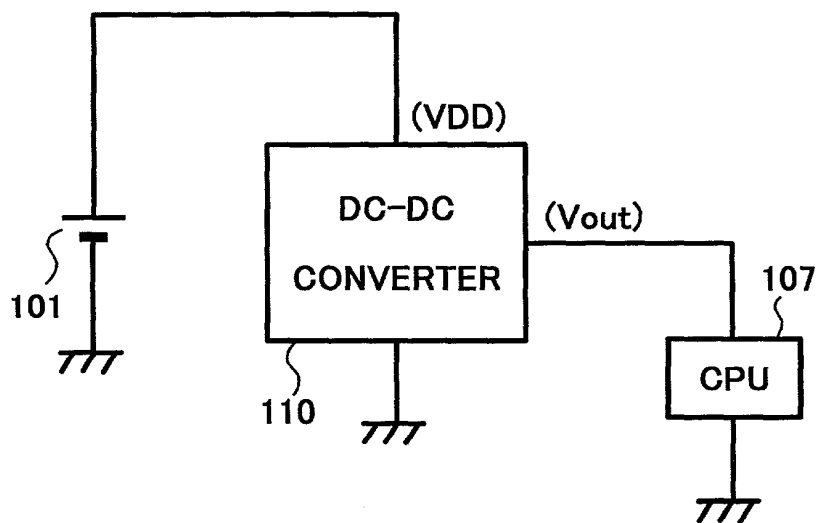 (VDD)
DC-DC
CONVERTER
(Vout)
101
107
CPU
110